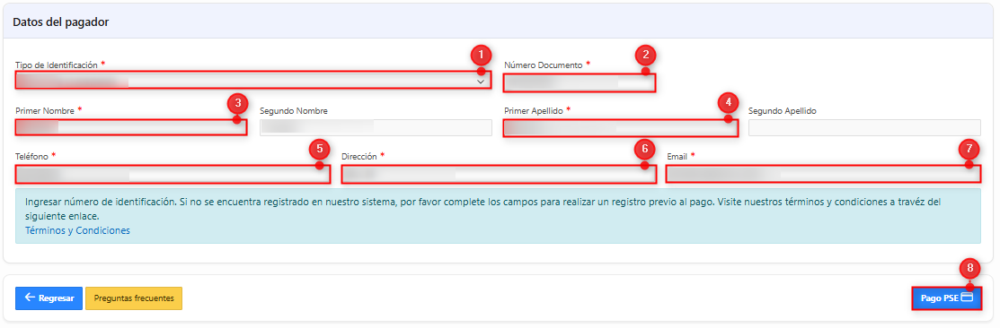 Datos del pagador
1
2
Tipo de Identificación *
Número Documento *
3
4
Primer Nombre *
Segundo Nombre
Primer Apellido *
Segundo Apellido
5
6
7
Teléfono *
Dirección *
Email *
Ingresar número de identificación. Si no se encuentra registrado en nuestro sistema, por favor complete los campos para realizar un registro previo al pago. Visite nuestros términos y condiciones a travéz del
siguiente enlace.
Términos y Condiciones
8
Regresar
Preguntas frecuentes
Pago PSE